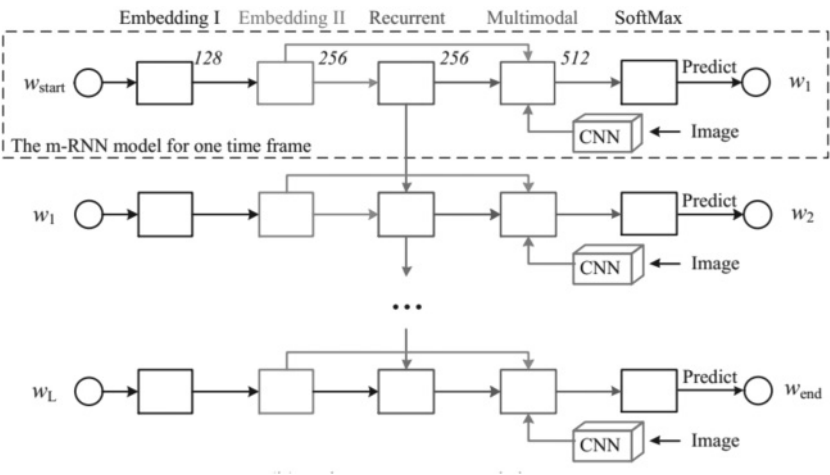 Embedding I Embedding II Recurrent Multimodal SoftMax
128 256 256 512
w_start Predict w_1
CNN Image
The m-RNN model for one time frame
w_1 Predict w_2
CNN Image
...
w_L Predict w_end
CNN Image